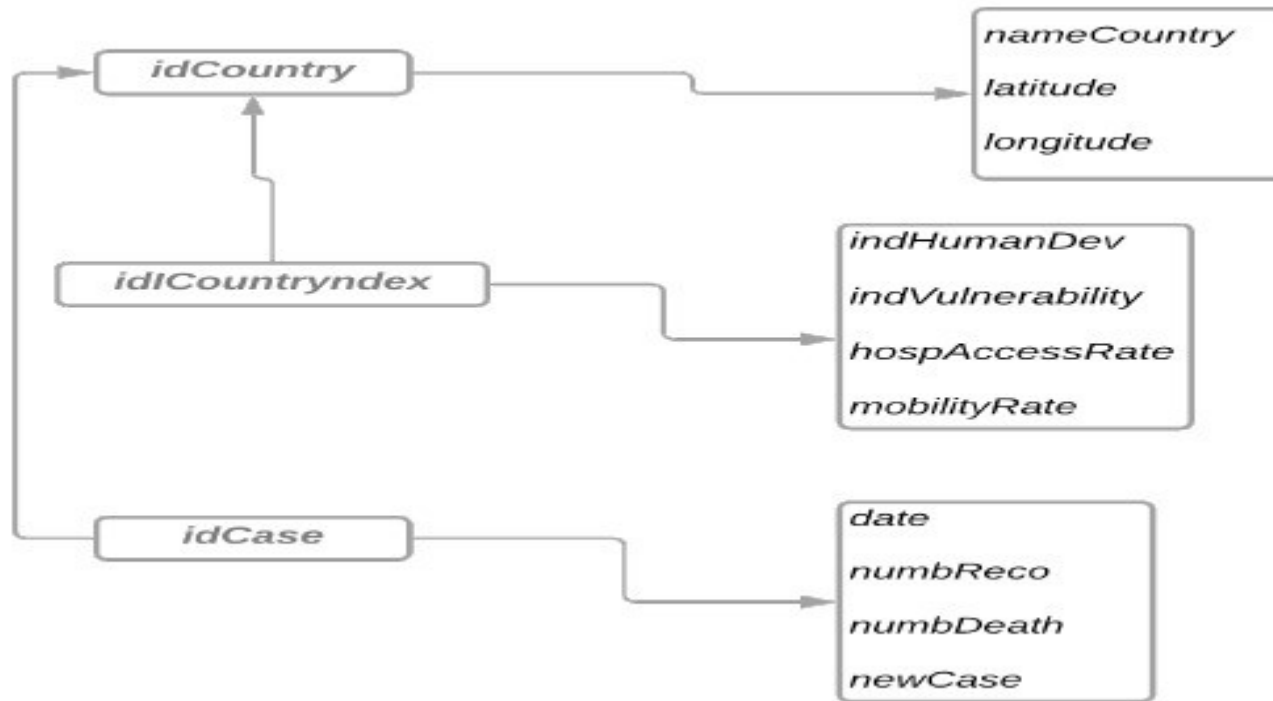 idCountry
nameCountry
latitude
longitude
idICountryndex
indHumanDev
indVulnerability
hospAccessRate
mobilityRate
idCase
date
numbReco
numbDeath
newCase